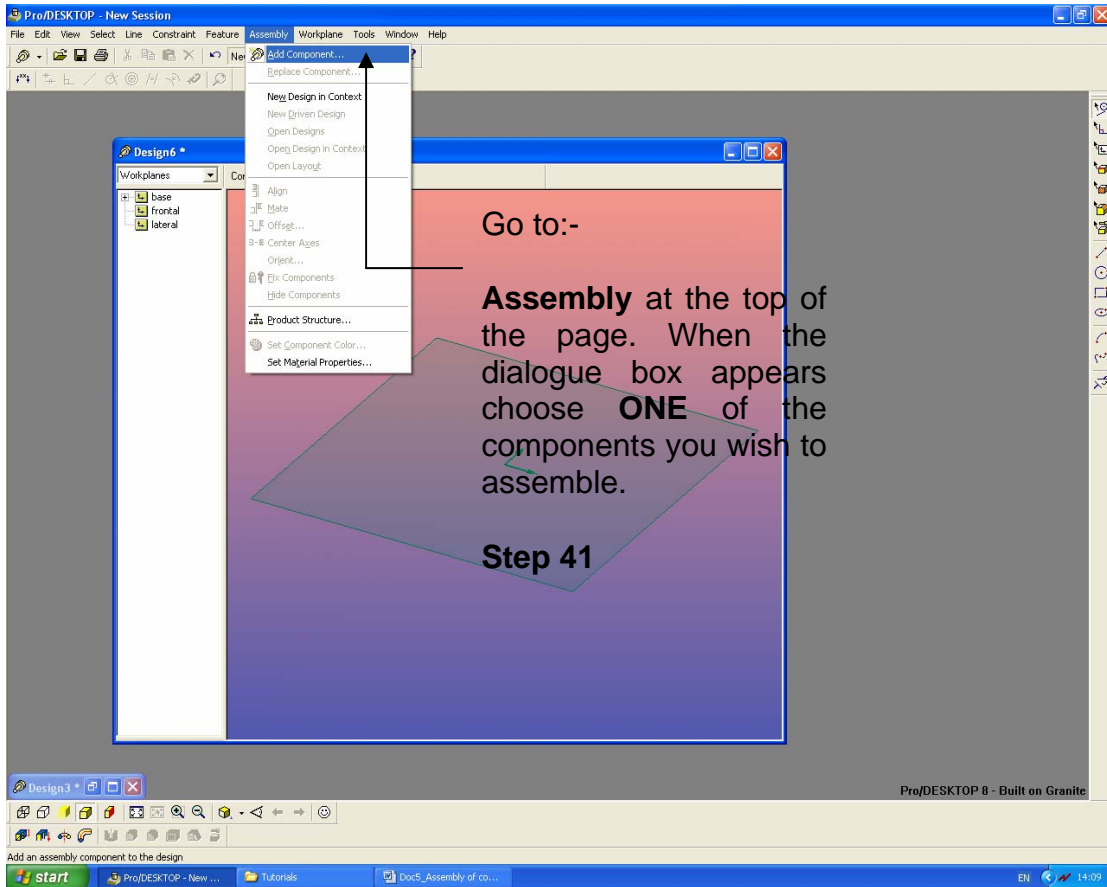 Pro/DESKTOP - New Session
File Edit View Select Line Constraint Feature Assembly Workplane Tools Window Help
Ne
?
Add Component...
Replace Component...
New Design in Context
New Driven Design
Open Designs
Open Design in Context
Open Layout
Align
Mate
Offset...
Center Axes
Orient...
Fix Components
Hide Components
Product Structure...
Set Component Color...
Set Material Properties...
Design6 *
Workplanes
Co
base
frontal
lateral
Go to:-
Assembly at the top of
the page. When the
dialogue box appears
choose ONE of the
components you wish to
assemble.
Step 41
Design3 *
Pro/DESKTOP 8 - Built on Granite
Add an assembly component to the design
start
Pro/DESKTOP - New ...
Tutorials
Doc5_Assembly of co...
EN
14:09